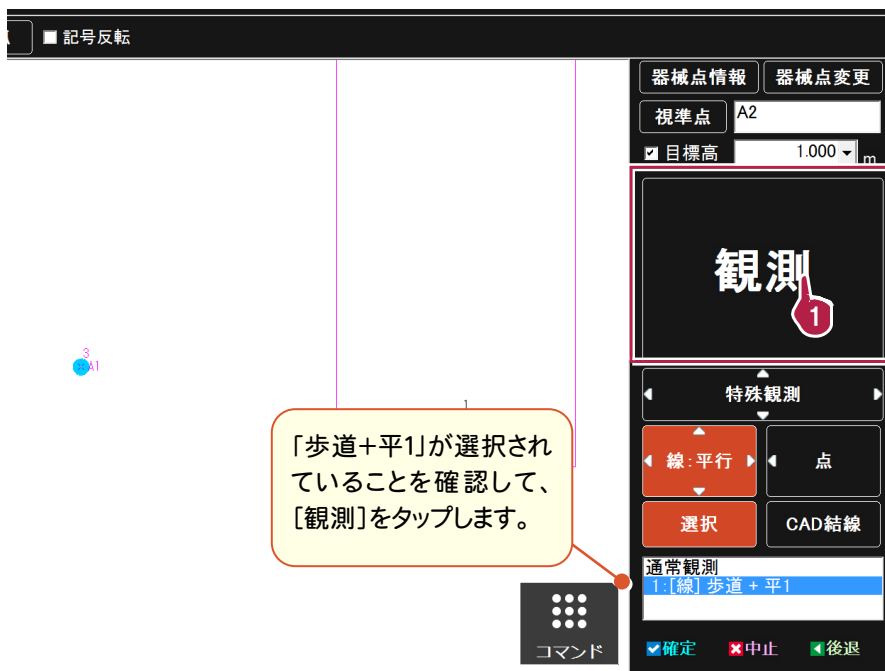 記号反転
器械点情報 器械点変更
視準点 A2
目標高 1.000 m
観測
1
3
A1
特殊観測
1
線:平行 点
「歩道+平1」が選択され
ていることを確認して、
[観測]をタップします。
選択 CAD結線
通常観測
1:[線] 歩道 + 平1
コマンド
確定 中止 後退